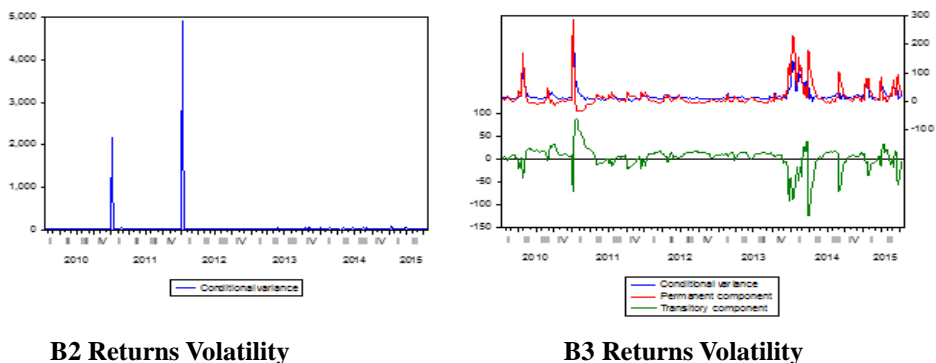 5,000
4,000
3,000
2,000
1,000
0
I II III IV I II III IV I II III IV I II III IV I II III IV I II III
2010 2011 2012 2013 2014 2015
Conditional variance
300
200
100
0
-100
100
50
0
-50
-100
-150
I II III IV I II III IV I II III IV I II III IV I II III IV I II III
2010 2011 2012 2013 2014 2015
Conditional variance
Permanent component
Transitory component
B2 Returns Volatility
B3 Returns Volatility